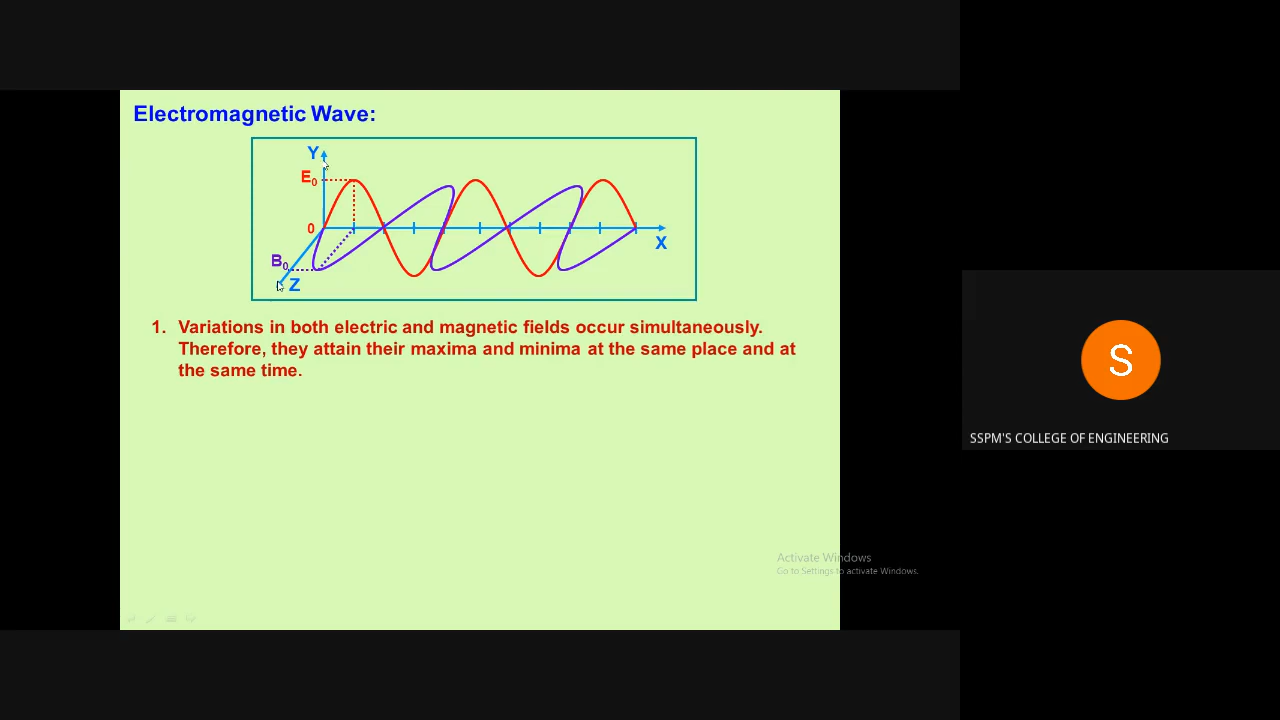 Electromagnetic Wave:
Y
E0
0
X
B0
Z
1. Variations in both electric and magnetic fields occur simultaneously.
Therefore, they attain their maxima and minima at the same place and at
the same time.
S
SSPM'S COLLEGE OF ENGINEERING
Activate Windows
Go to Settings to activate Windows.